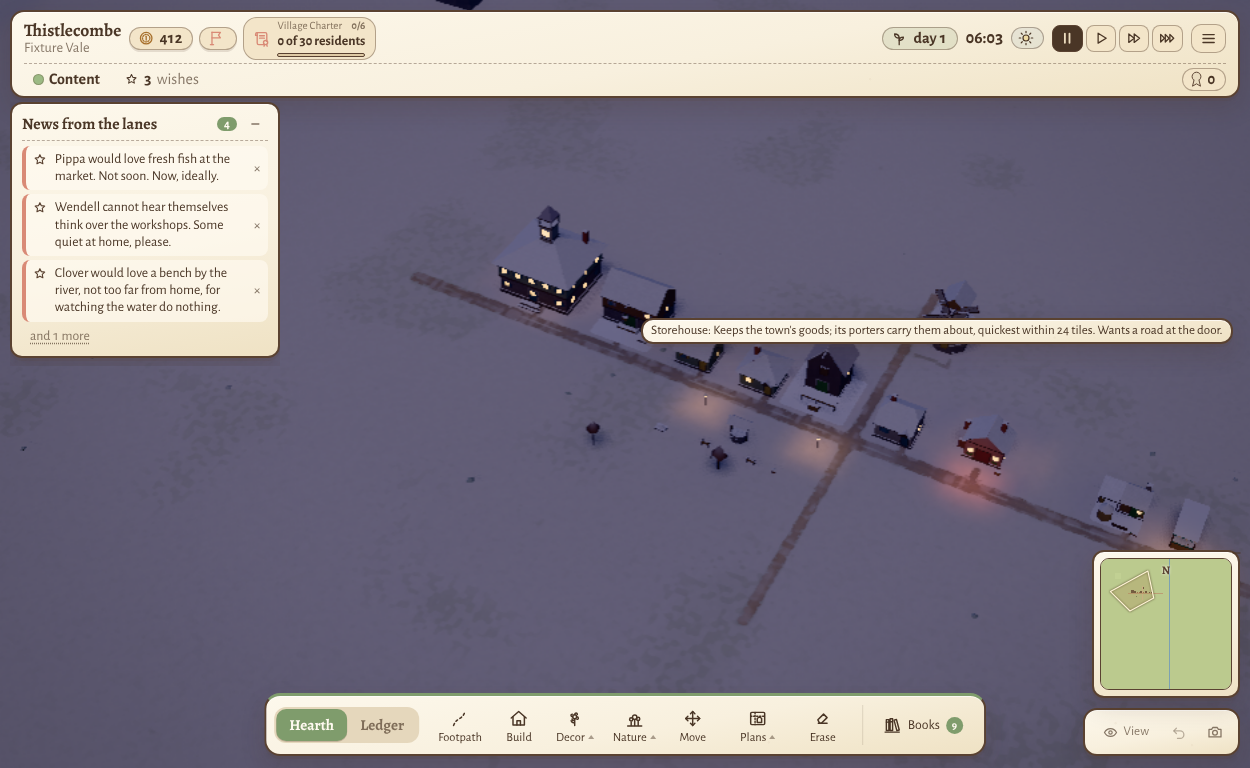 Thistlecombe
Fixture Vale
412
Village Charter 0/6
0 of 30 residents
day 1
06:03
Content
3 wishes
0
News from the lanes
4
Pippa would love fresh fish at the
market. Not soon. Now, ideally.
×
Wendell cannot hear themselves
think over the workshops. Some
quiet at home, please.
×
Clover would love a bench by the
river, not too far from home, for
watching the water do nothing.
×
and 1 more
Storehouse: Keeps the town's goods; its porters carry them about, quickest within 24 tiles. Wants a road at the door.
N
Hearth
Ledger
Footpath
Build
Decor
Nature
Move
Plans
Erase
Books 9
View